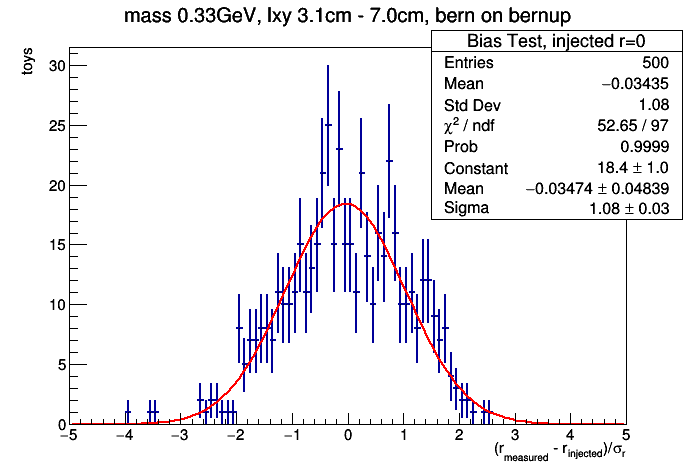 mass 0.33GeV, lxy 3.1cm - 7.0cm, bern on bernup
Bias Test, injected r=0
Entries 500
Mean −0.03435
Std Dev 1.08
χ² / ndf 52.65 / 97
Prob 0.9999
Constant 18.4 ± 1.0
Mean −0.03474 ± 0.04839
Sigma 1.08 ± 0.03
toys
30
25
20
15
10
5
0
−5 −4 −3 −2 −1 0 1 2 3 4 5
(r_measured - r_injected)/σ_r